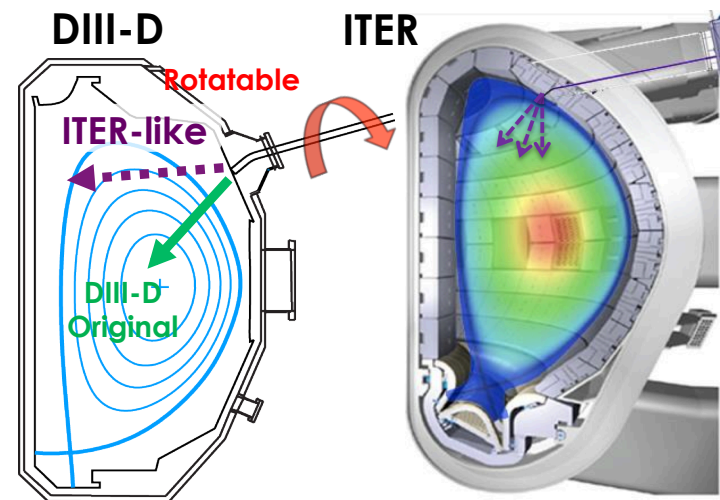 DIII-D
ITER
Rotatable
ITER-like
DIII-D
Original